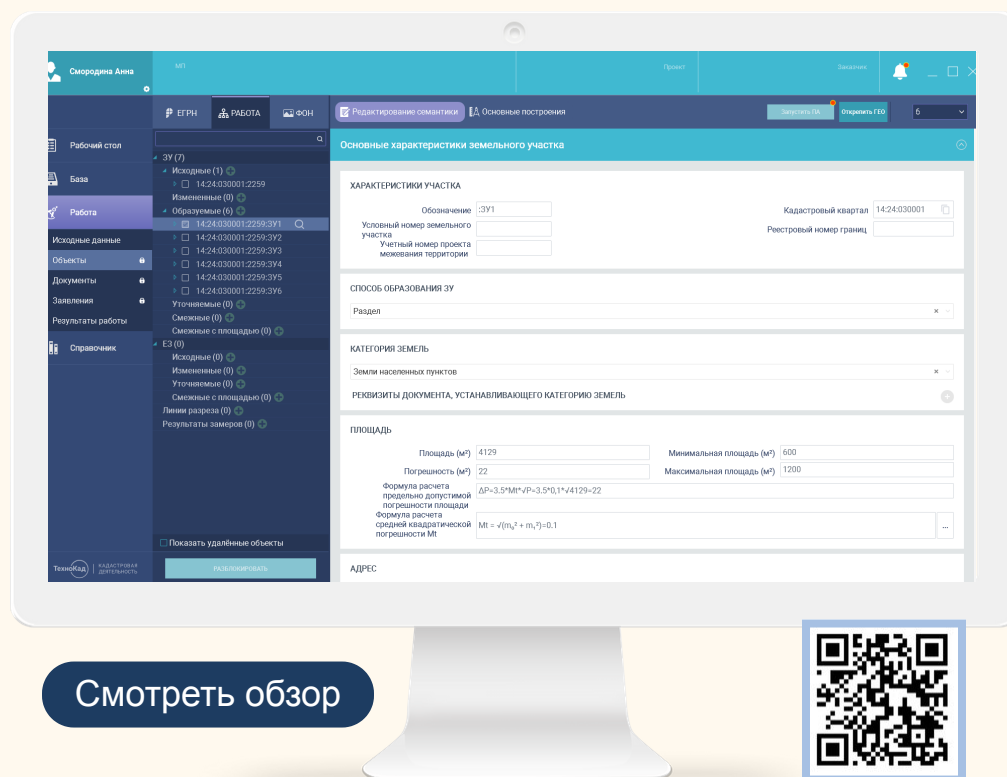 Смородина Анна
МП
Проект
Заказчик
ЕГРН
РАБОТА
ФОН
Редактирование семантики
Основные построения
Запустить ПА
Открепить ГЕО
6
Рабочий стол
База
Работа
Исходные данные
Объекты
Документы
Заявления
Результаты работы
Справочник
ТехноКад
КАДАСТРОВАЯ
ДЕЯТЕЛЬНОСТЬ
ЗУ (7)
Исходные (1)
14:24:030001:2259
Измененные (0)
Образуемые (6)
14:24:030001:2259:ЗУ1
14:24:030001:2259:ЗУ2
14:24:030001:2259:ЗУ3
14:24:030001:2259:ЗУ4
14:24:030001:2259:ЗУ5
14:24:030001:2259:ЗУ6
Уточняемые (0)
Смежные (0)
Смежные с площадью (0)
ЕЗ (0)
Исходные (0)
Измененные (0)
Уточняемые (0)
Смежные с площадью (0)
Линии разреза (0)
Результаты замеров (0)
Показать удалённые объекты
РАЗБЛОКИРОВАТЬ
Основные характеристики земельного участка
ХАРАКТЕРИСТИКИ УЧАСТКА
Обозначение :ЗУ1
Кадастровый квартал 14:24:030001
Условный номер земельного
участка
Реестровый номер границ
Учетный номер проекта
межевания территории
СПОСОБ ОБРАЗОВАНИЯ ЗУ
Раздел
КАТЕГОРИЯ ЗЕМЕЛЬ
Земли населенных пунктов
РЕКВИЗИТЫ ДОКУМЕНТА, УСТАНАВЛИВАЮЩЕГО КАТЕГОРИЮ ЗЕМЕЛЬ
ПЛОЩАДЬ
Площадь (м²) 4129
Минимальная площадь (м²) 600
Погрешность (м²) 22
Максимальная площадь (м²) 1200
Формула расчета
предельно допустимой
погрешности площади
ΔP=3.5*Mt*√P=3.5*0,1*√4129=22
Формула расчета
средней квадратической
погрешности Mt
Mt = √(m₀² + m₁²)=0.1
...
АДРЕС
Смотреть обзор